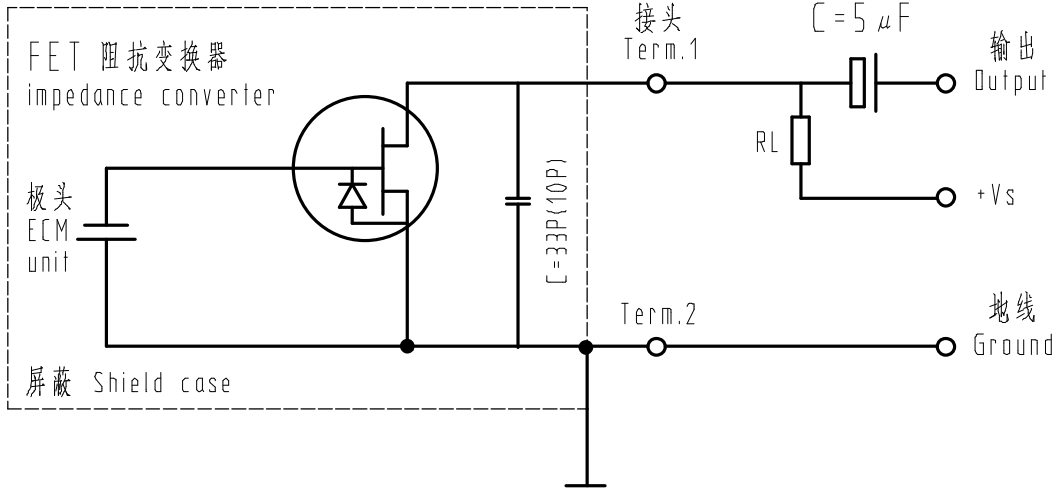 FET 阻抗变换器
impedance converter
极头
ECM
unit
C=33P(10P)
屏蔽 Shield case
接头
Term.1
C=5μF
输出
Output
RL
+Vs
Term.2
地线
Ground